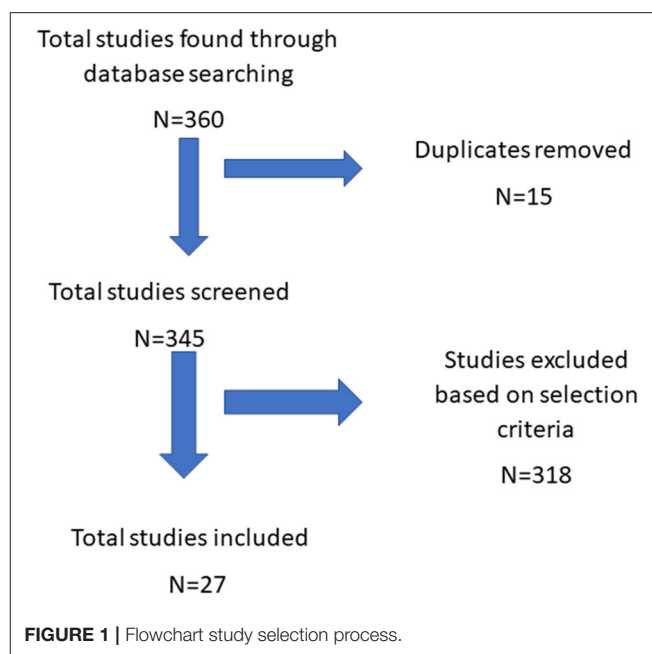 Total studies found through
database searching
N=360
Duplicates removed
N=15
Total studies screened
N=345
Studies excluded
based on selection
criteria
N=318
Total studies included
N=27
FIGURE 1 | Flowchart study selection process.